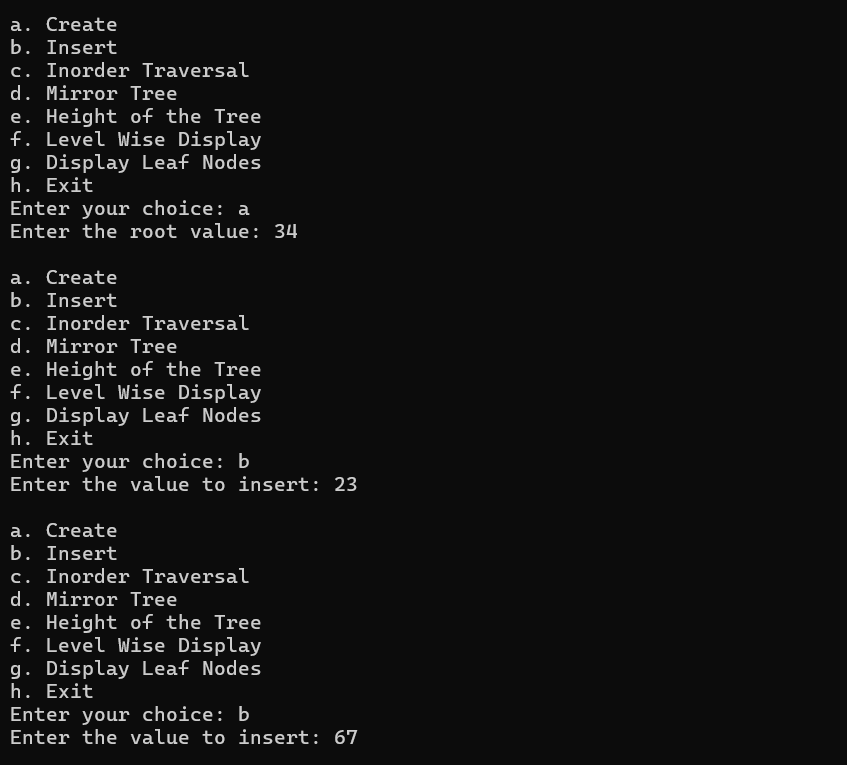 a. Create
b. Insert
c. Inorder Traversal
d. Mirror Tree
e. Height of the Tree
f. Level Wise Display
g. Display Leaf Nodes
h. Exit
Enter your choice: a
Enter the root value: 34

a. Create
b. Insert
c. Inorder Traversal
d. Mirror Tree
e. Height of the Tree
f. Level Wise Display
g. Display Leaf Nodes
h. Exit
Enter your choice: b
Enter the value to insert: 23

a. Create
b. Insert
c. Inorder Traversal
d. Mirror Tree
e. Height of the Tree
f. Level Wise Display
g. Display Leaf Nodes
h. Exit
Enter your choice: b
Enter the value to insert: 67